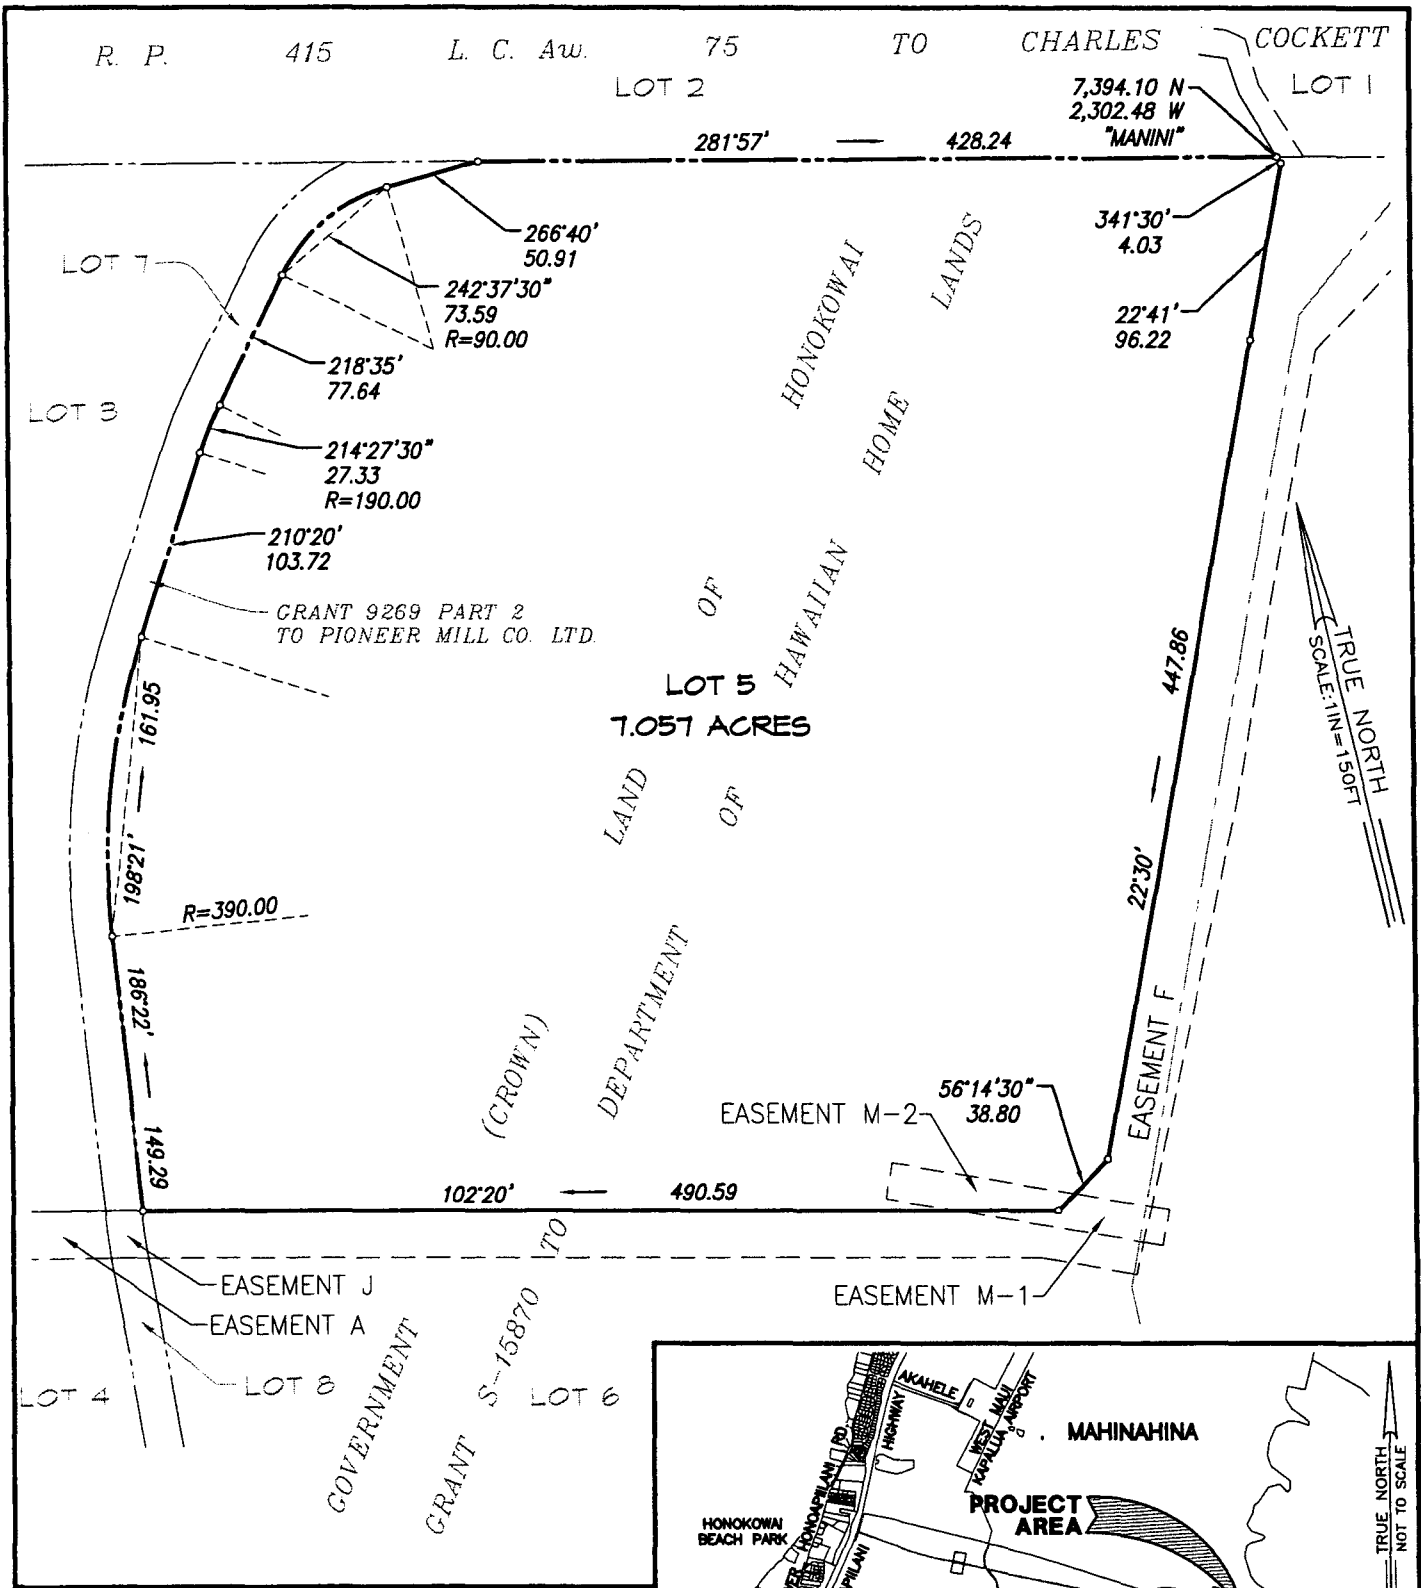 R. P. 415 L. C. Aw. 75 TO CHARLES COCKETT
LOT 2
LOT 1
7,394.10 N
2,302.48 W
"MANINI"
281°57' 428.24
341°30'
4.03
22°41'
96.22
266°40'
50.91
242°37'30"
73.59
R=90.00
LOT 7
218°35'
77.64
LOT 3
214°27'30"
27.33
R=190.00
210°20'
103.72
GRANT 9269 PART 2
TO PIONEER MILL CO. LTD.
LAND OF HONOKOWAI
(CROWN)
DEPARTMENT OF HAWAIIAN HOME LANDS
LOT 5
7.057 ACRES
447.86
22°30'
TRUE NORTH
SCALE:1IN=150FT
161.95
198°21'
R=390.00
186°22'
149.29
EASEMENT F
56°14'30"
38.80
EASEMENT M-2
102°20' 490.59
EASEMENT J
EASEMENT A
EASEMENT M-1
LOT 4
LOT 8
LOT 6
GOVERNMENT
GRANT S-15870 TO
AKAHELE
HIGHWAY
WEST MAUI
KAPALUA AIRPORT
MAHINAHINA
PROJECT
AREA
HONOKOWAI
BEACH PARK
HONOAPIILANI RD.
TRUE NORTH
NOT TO SCALE